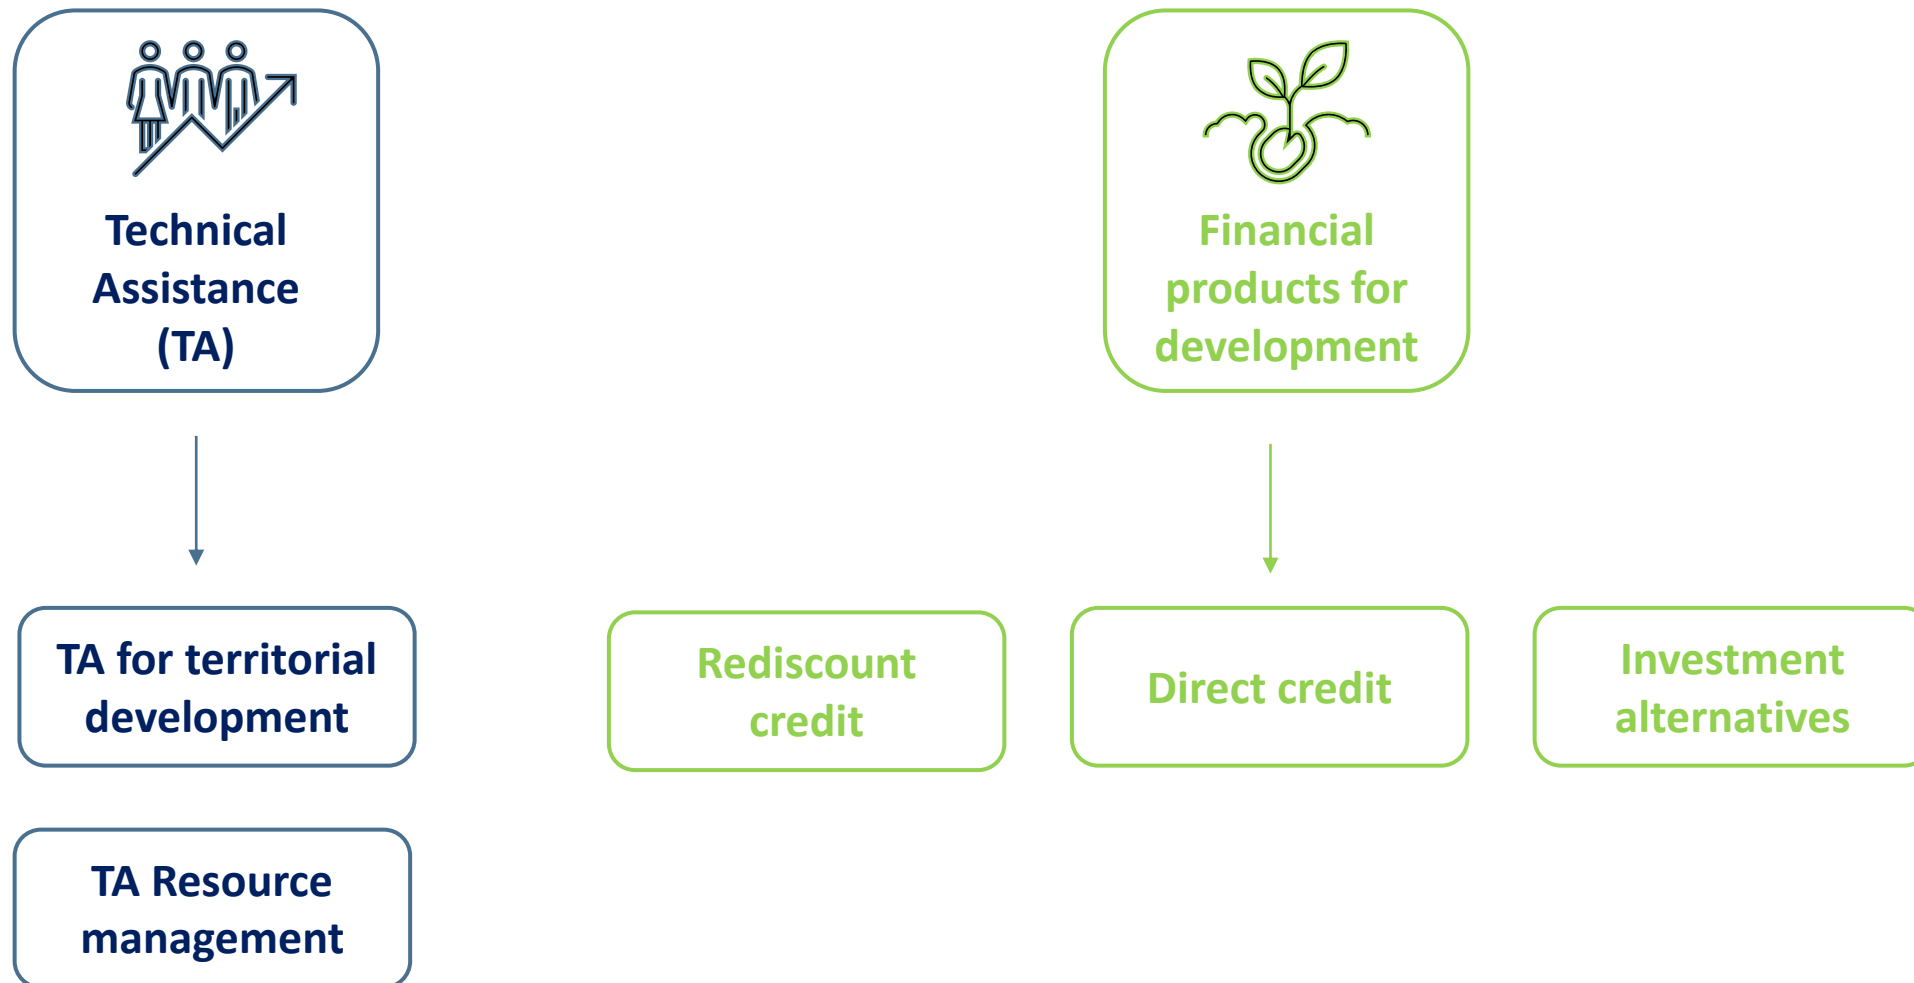 Technical
Assistance
(TA)
Financial
products for
development
TA for territorial
development
Rediscount
credit
Direct credit
Investment
alternatives
TA Resource
management